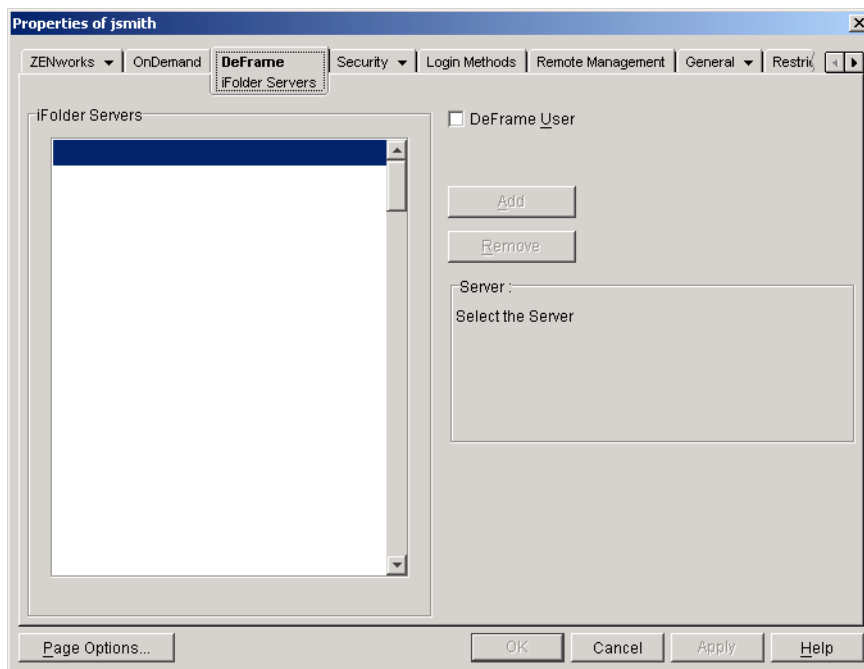 Properties of jsmith
ZENworks OnDemand DeFrame Security Login Methods Remote Management General Restri
iFolder Servers
iFolder Servers
DeFrame User
Add
Remove
Server :
Select the Server
Page Options... OK Cancel Apply Help